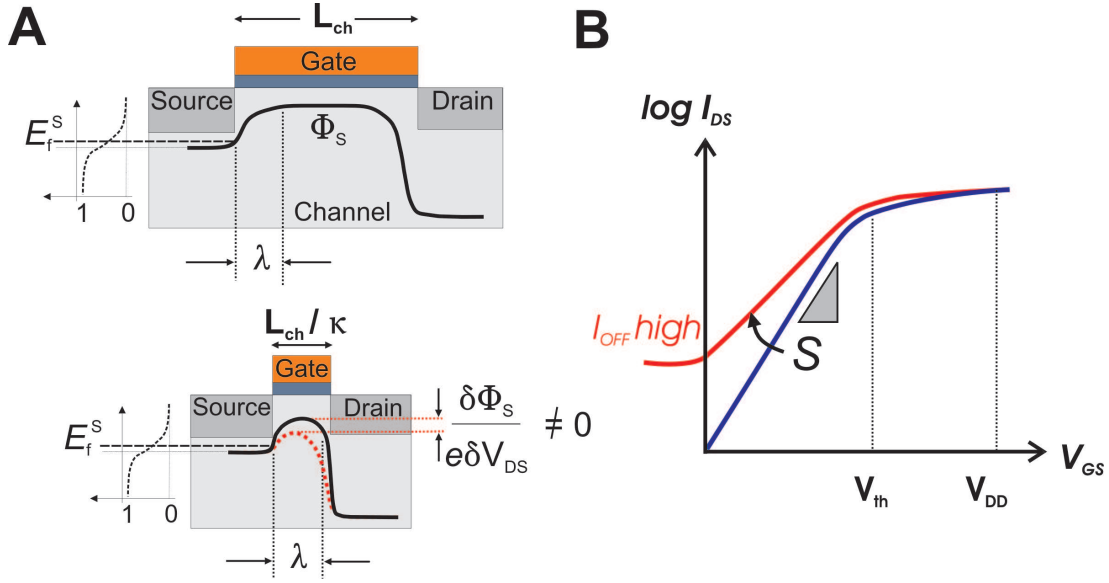 A
L_ch
Gate
Source
Drain
E_f^S
Φ_S
Channel
1 0
λ
L_ch / κ
Gate
Source
Drain
E_f^S
δΦ_S
eδV_DS
≠ 0
1 0
λ
B
log I_DS
I_OFF high
S
V_GS
V_th
V_DD